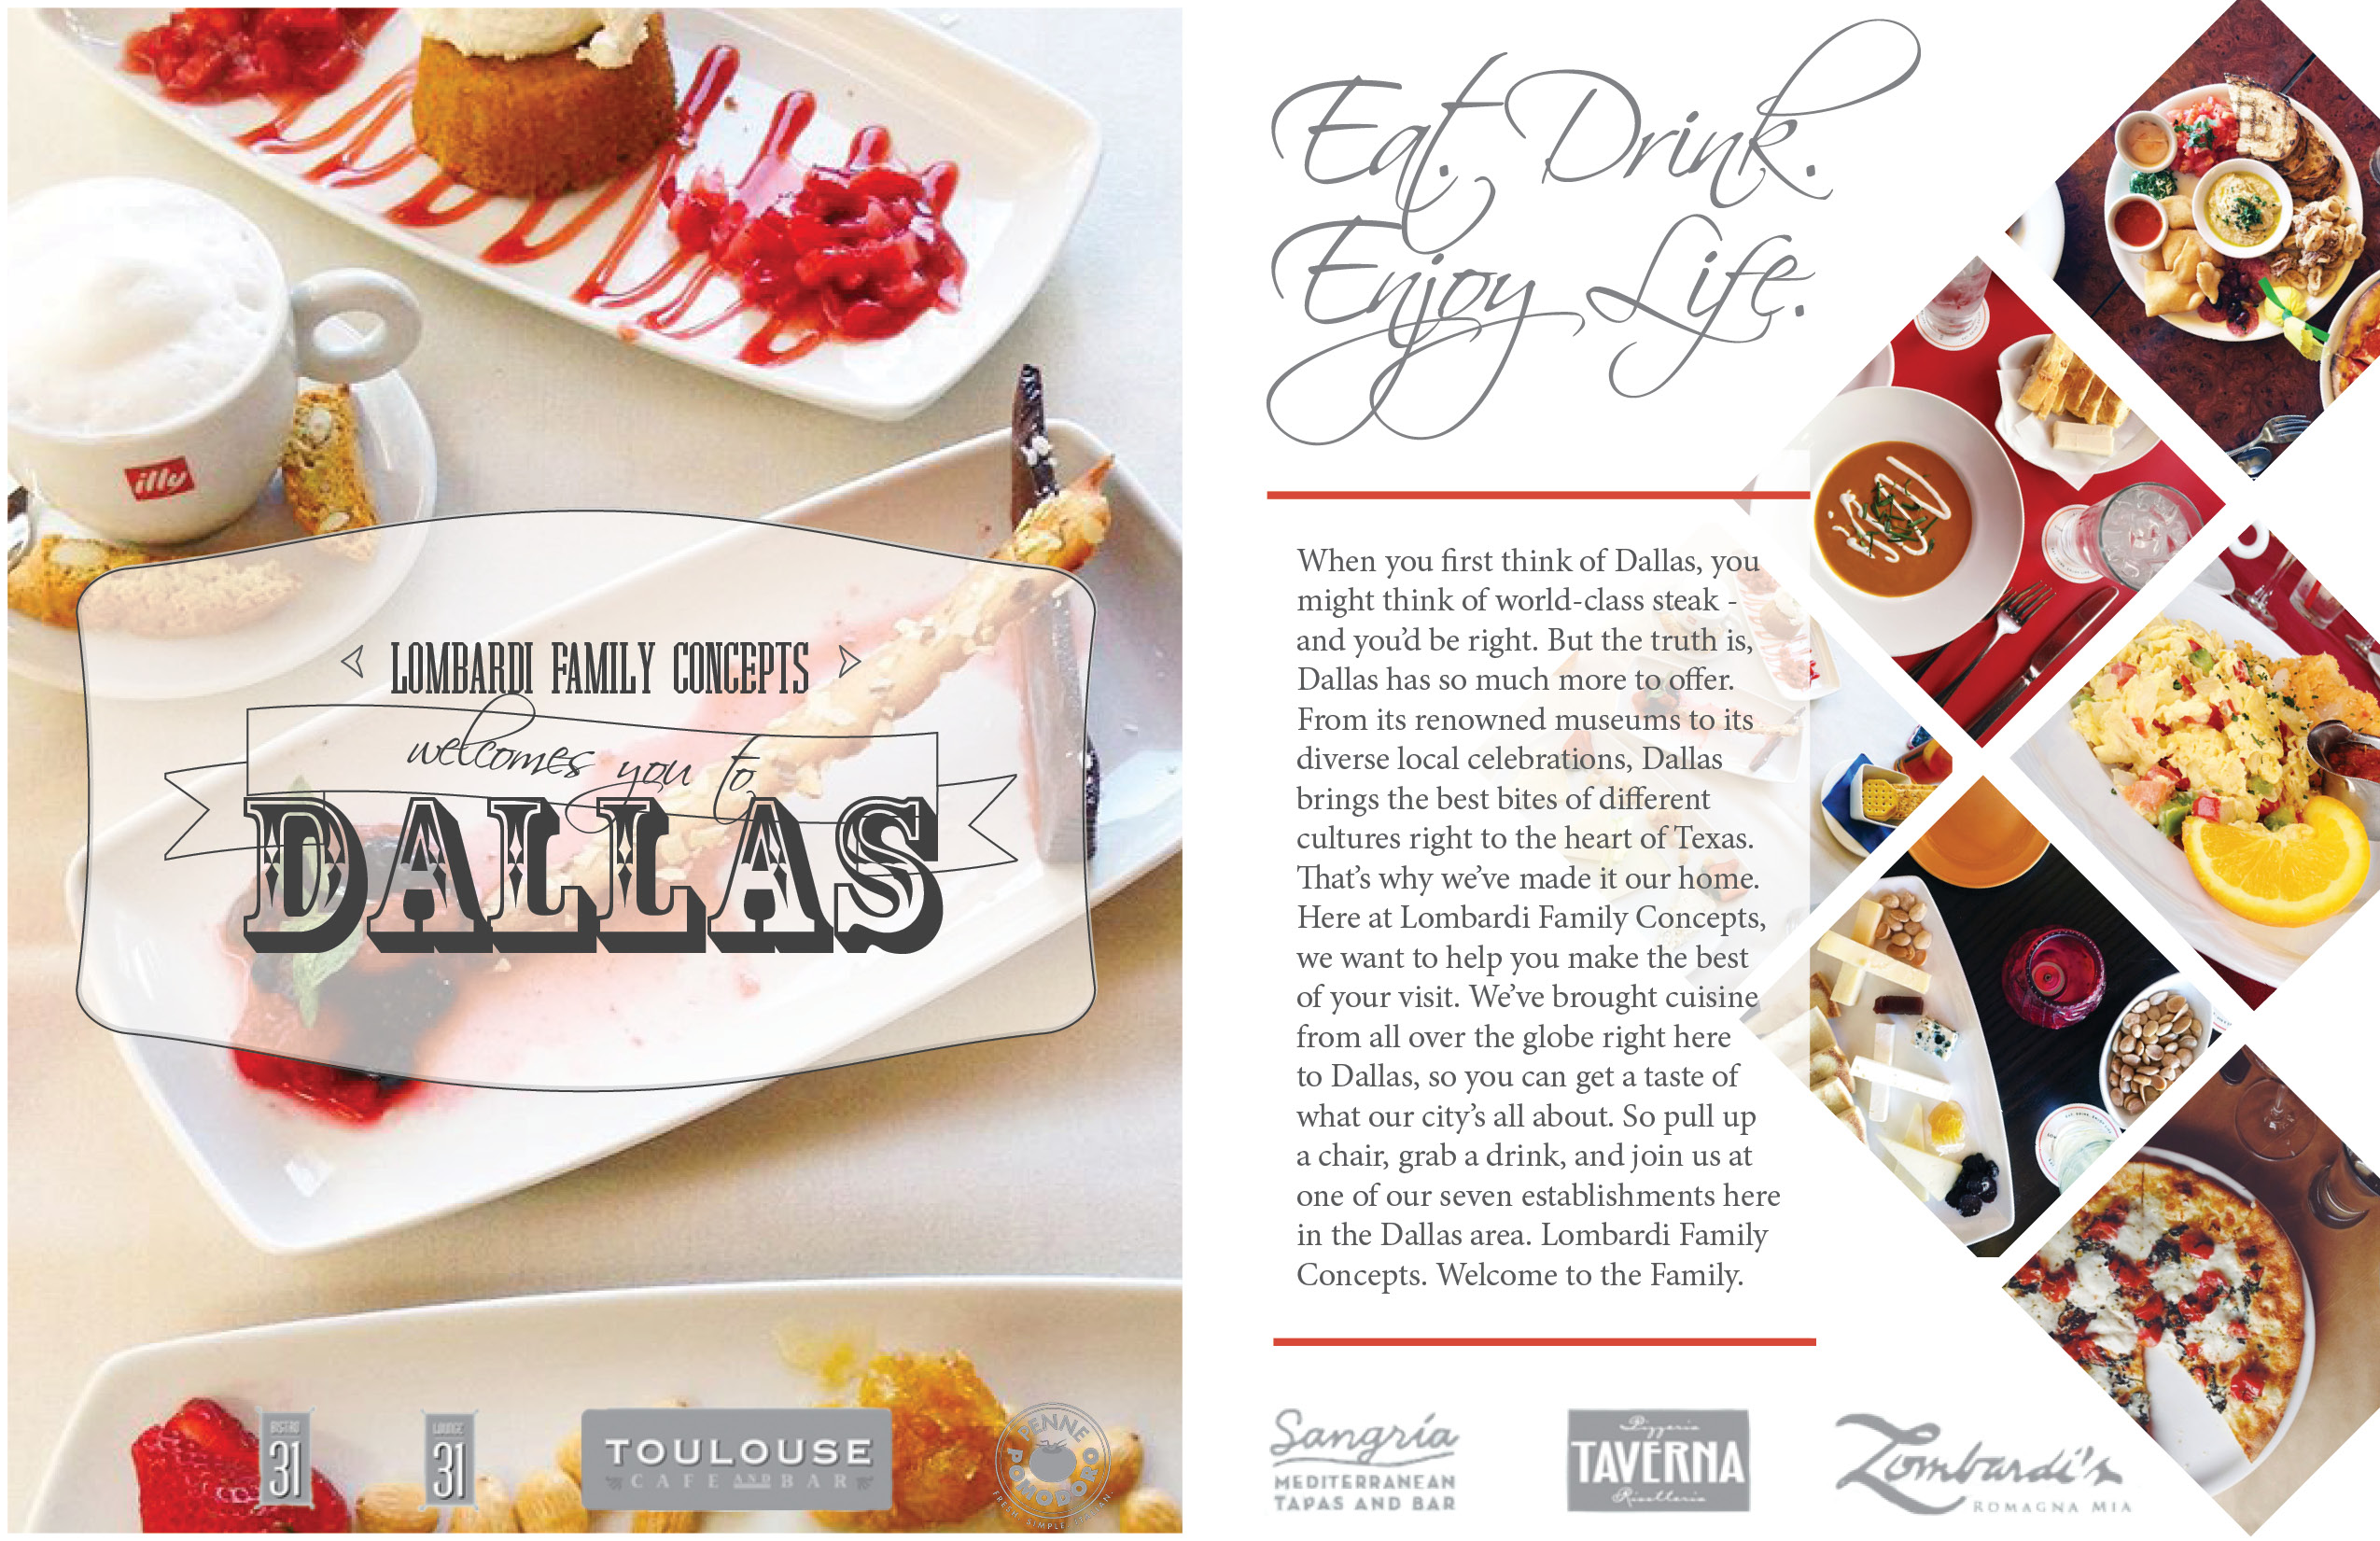 illy
LOMBARDI FAMILY CONCEPTS
welcomes you to
DALLAS
BISTRO
31
LOUNGE
31
TOULOUSE
CAFE AND BAR
PENNE
POMODORO
Eat. Drink.
Enjoy Life.
When you first think of Dallas, you
might think of world-class steak -
and you’d be right. But the truth is,
Dallas has so much more to offer.
From its renowned museums to its
diverse local celebrations, Dallas
brings the best bites of different
cultures right to the heart of Texas.
That’s why we’ve made it our home.
Here at Lombardi Family Concepts,
we want to help you make the best
of your visit. We’ve brought cuisine
from all over the globe right here
to Dallas, so you can get a taste of
what our city’s all about. So pull up
a chair, grab a drink, and join us at
one of our seven establishments here
in the Dallas area. Lombardi Family
Concepts. Welcome to the Family.
Sangría
MEDITERRANEAN
TAPAS AND BAR
Pizzeria
TAVERNA
Risotteria
Lombardi's
ROMAGNA MIA